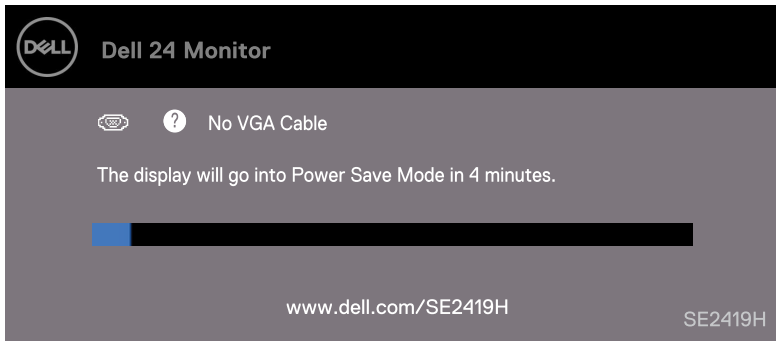 DELL
Dell 24 Monitor
? No VGA Cable
The display will go into Power Save Mode in 4 minutes.
www.dell.com/SE2419H
SE2419H